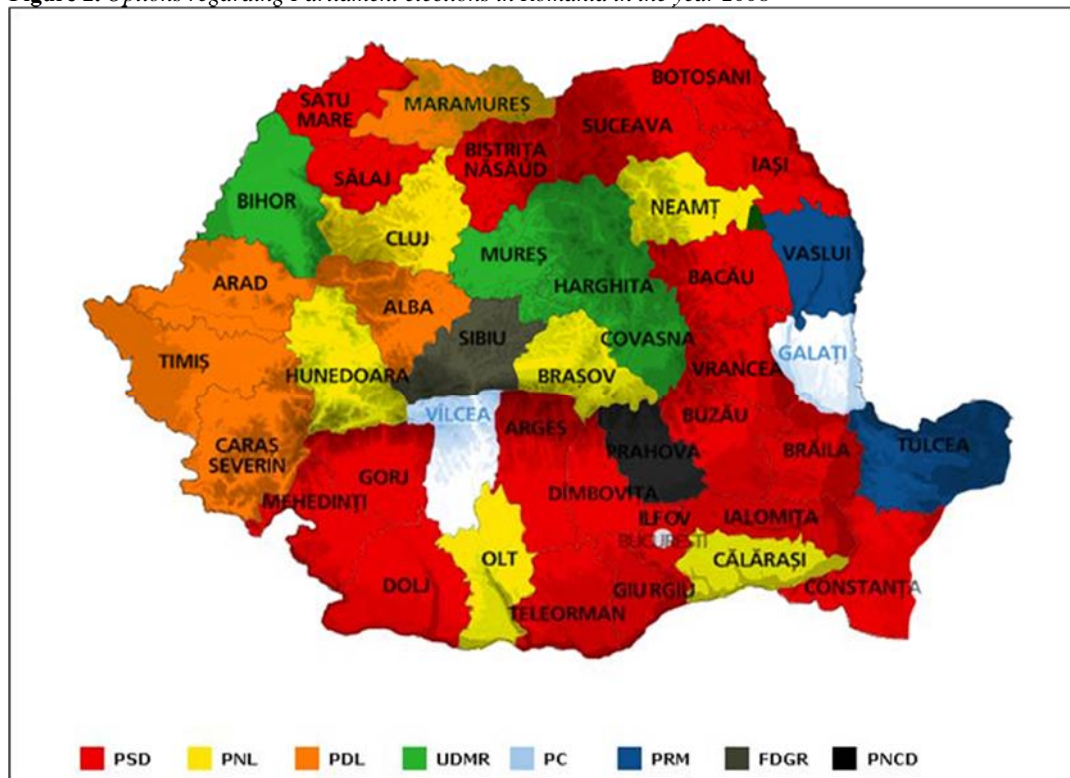 Figure 2. Options regarding Parliament elections in Romania in the year 2008
BOTOȘANI
SATU
MARE
MARAMUREȘ
SUCEAVA
BISTRIȚA
NĂSĂUD
IAȘI
SĂLAJ
BIHOR
NEAMȚ
CLUJ
MUREȘ
VASLUI
BACĂU
ARAD
HARGHITA
ALBA
SIBIU
COVASNA
GALAȚI
TIMIȘ
HUNEDOARA
BRAȘOV
VRANCEA
VÎLCEA
BUZĂU
ARGEȘ
CARAȘ
SEVERIN
PRAHOVA
BRĂILA
TULCEA
GORJ
MEHEDINȚI
DÎMBOVIȚA
ILFOV
IALOMIȚA
BUCUREȘTI
OLT
CĂLĂRAȘI
DOLJ
GIURGIU
CONSTANȚA
TELEORMAN
PSD PNL PDL UDMR PC PRM FDGR PNCD